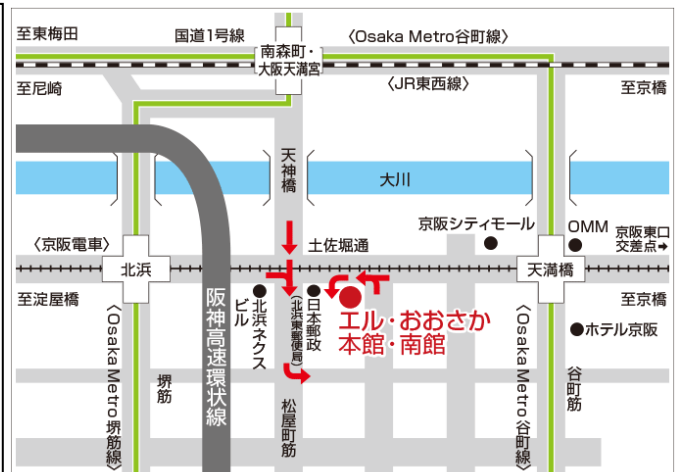 至東梅田
国道1号線
南森町・
大阪天満宮
〈Osaka Metro谷町線〉
至尼崎
〈JR東西線〉
至京橋
天神橋
大川
京阪シティモール
OMM
京阪東口
交差点➡
〈京阪電車〉
北浜
土佐堀通
天満橋
至淀屋橋
至京橋
阪神高速環状線
北浜ネクス
ビル
日本郵政
(北浜東郵便局)
エル・おおさか
本館・南館
ホテル京阪
〈Osaka Metro堺筋線〉
堺筋
松屋町筋
〈Osaka Metro谷町線〉
谷町筋